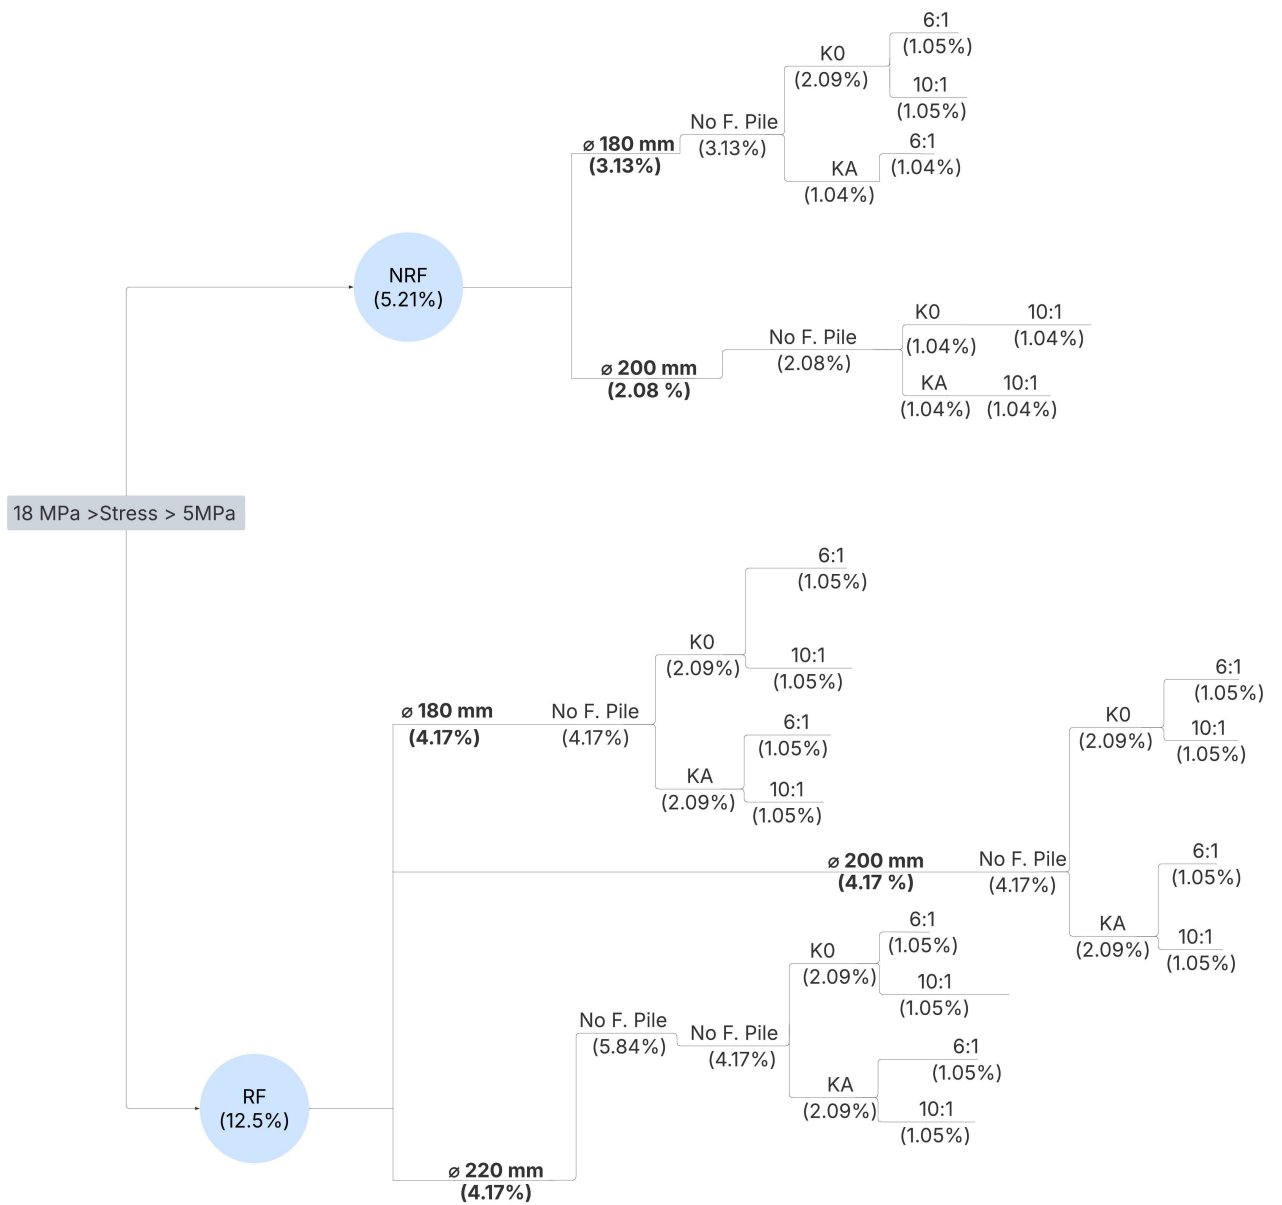 6:1
(1.05%)
K0
(2.09%)
10:1
(1.05%)
No F. Pile
(3.13%)
⌀ 180 mm
(3.13%)
6:1
(1.04%)
KA
(1.04%)
NRF
(5.21%)
K0
(1.04%)
10:1
(1.04%)
No F. Pile
(2.08%)
⌀ 200 mm
(2.08 %)
KA
(1.04%)
10:1
(1.04%)
18 MPa >Stress > 5MPa
6:1
(1.05%)
K0
(2.09%)
10:1
(1.05%)
⌀ 180 mm
(4.17%)
No F. Pile
(4.17%)
6:1
(1.05%)
KA
(2.09%)
10:1
(1.05%)
6:1
(1.05%)
K0
(2.09%)
10:1
(1.05%)
⌀ 200 mm
(4.17 %)
No F. Pile
(4.17%)
6:1
(1.05%)
KA
(2.09%)
10:1
(1.05%)
6:1
(1.05%)
K0
(2.09%)
10:1
(1.05%)
No F. Pile
(5.84%)
No F. Pile
(4.17%)
6:1
(1.05%)
KA
(2.09%)
10:1
(1.05%)
RF
(12.5%)
⌀ 220 mm
(4.17%)